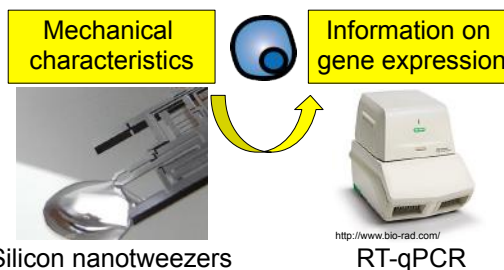 Mechanical
characteristics
Information on
gene expression
http://www.bio-rad.com/
Silicon nanotweezers
RT-qPCR